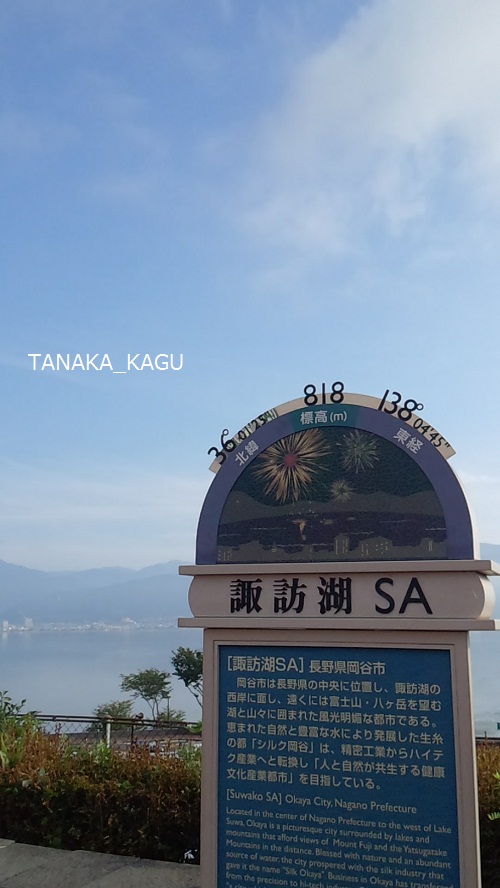 TANAKA_KAGU
818
標高(m)
36°01'25"
北緯
138°04'45"
東経
諏訪湖 SA
[諏訪湖SA] 長野県岡谷市
岡谷市は長野県の中央に位置し、諏訪湖の
西岸に面し、遠くには富士山・八ヶ岳を望む
湖と山々に囲まれた風光明媚な都市である。
恵まれた自然と豊富な水により発展した生糸
の都「シルク岡谷」は、精密工業からハイテ
ク産業へと転換し「人と自然が共生する健康
文化産業都市」を目指している。
[Suwako SA] Okaya City, Nagano Prefecture
Located in the center of Nagano Prefecture to the west of Lake
Suwa, Okaya is a picturesque city surrounded by lakes and
mountains that afford views of Mount Fuji and the Yatsugatake
Mountains in the distance. Blessed with nature and an abundant
source of water, the city prospered with the silk industry that
gave it the name "Silk Okaya". Business in Okaya has transformed
from the precision to hi-tech